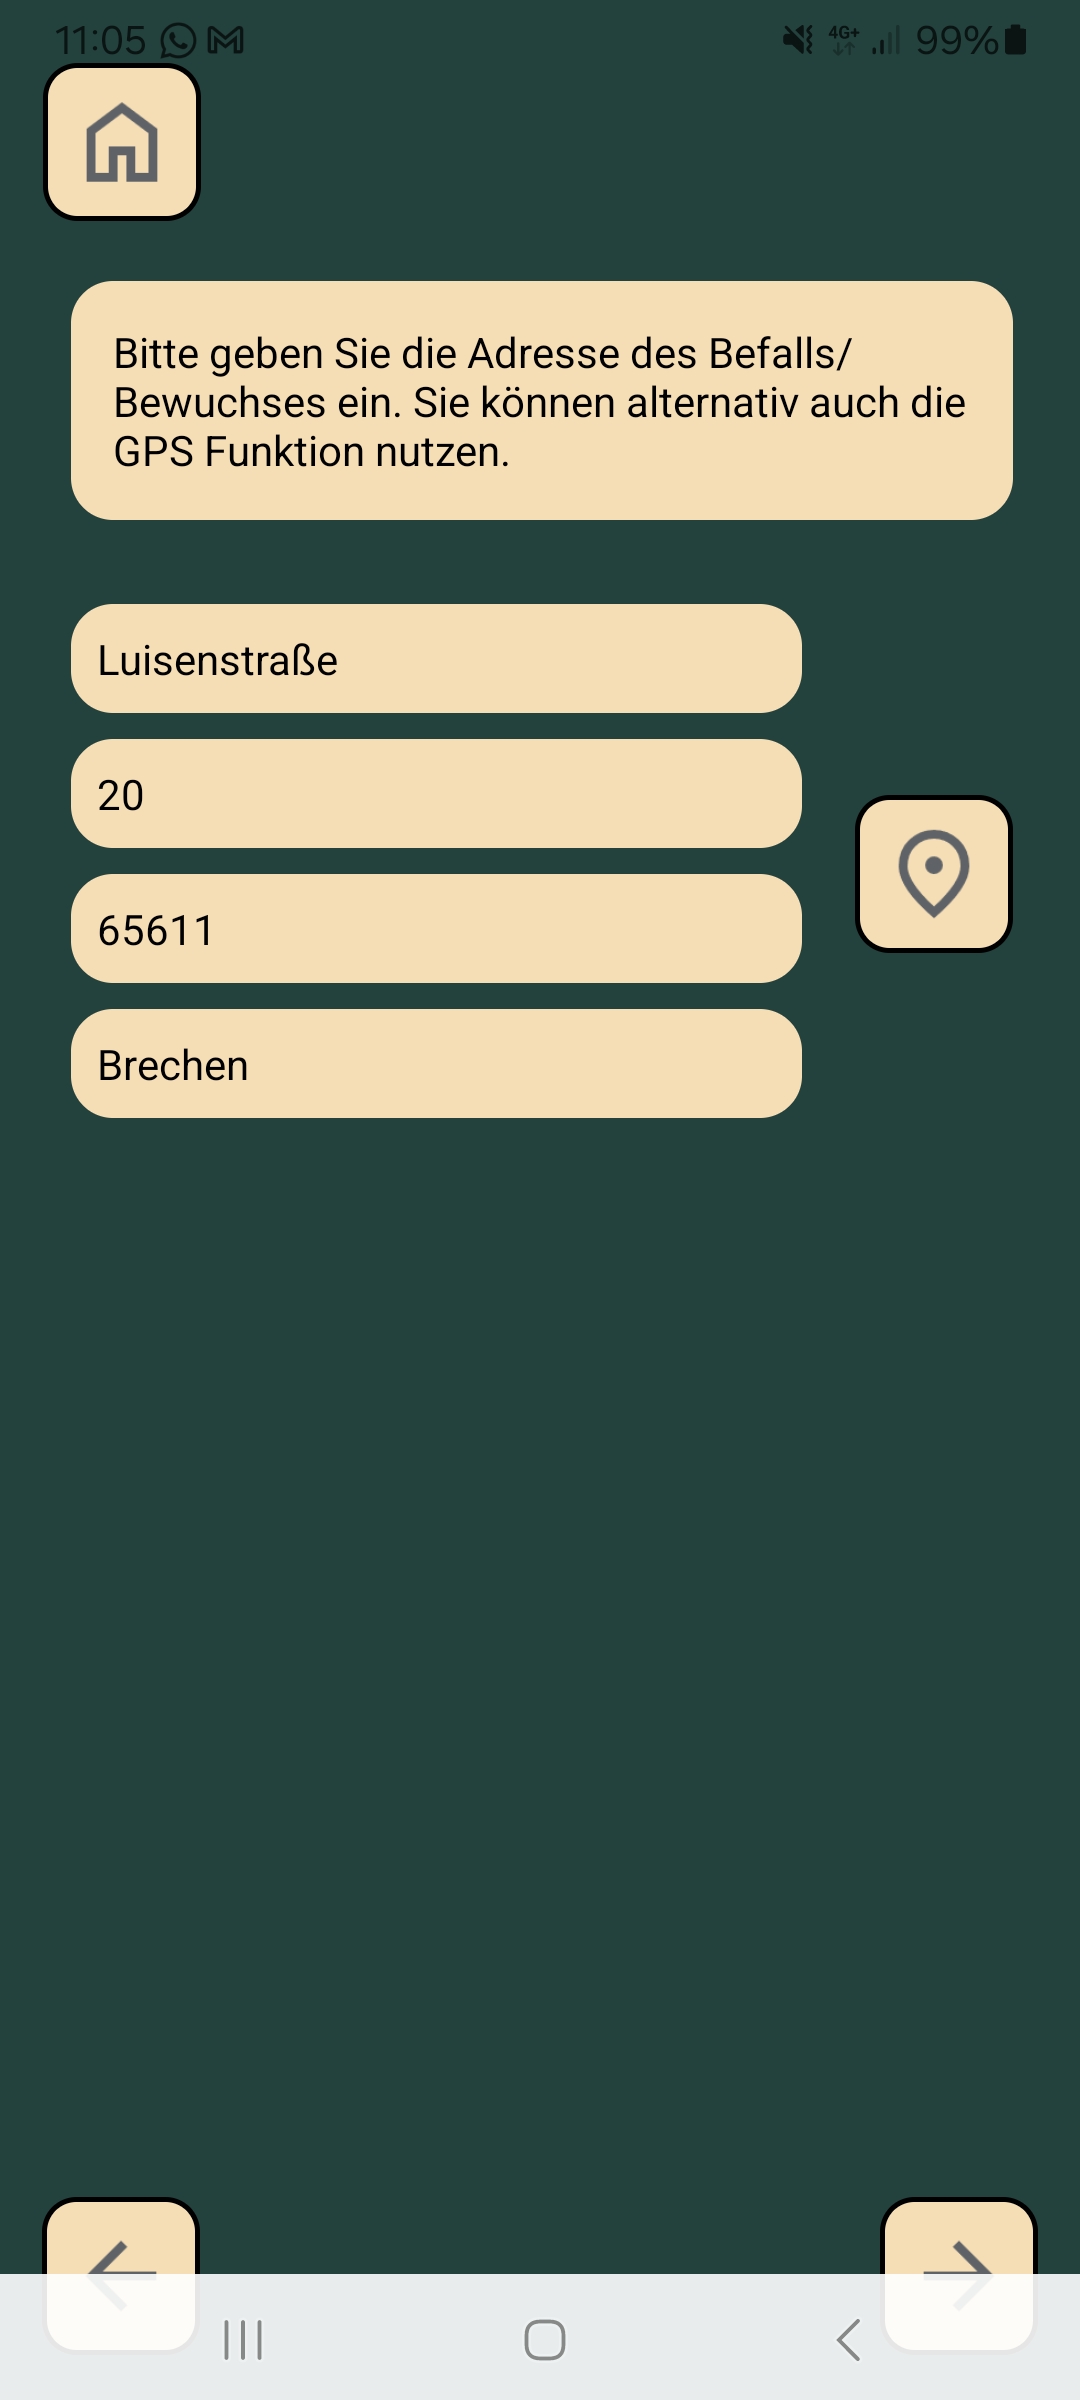 11:05
4G+
99%
Bitte geben Sie die Adresse des Befalls/
Bewuchses ein. Sie können alternativ auch die
GPS Funktion nutzen.
Luisenstraße
20
65611
Brechen